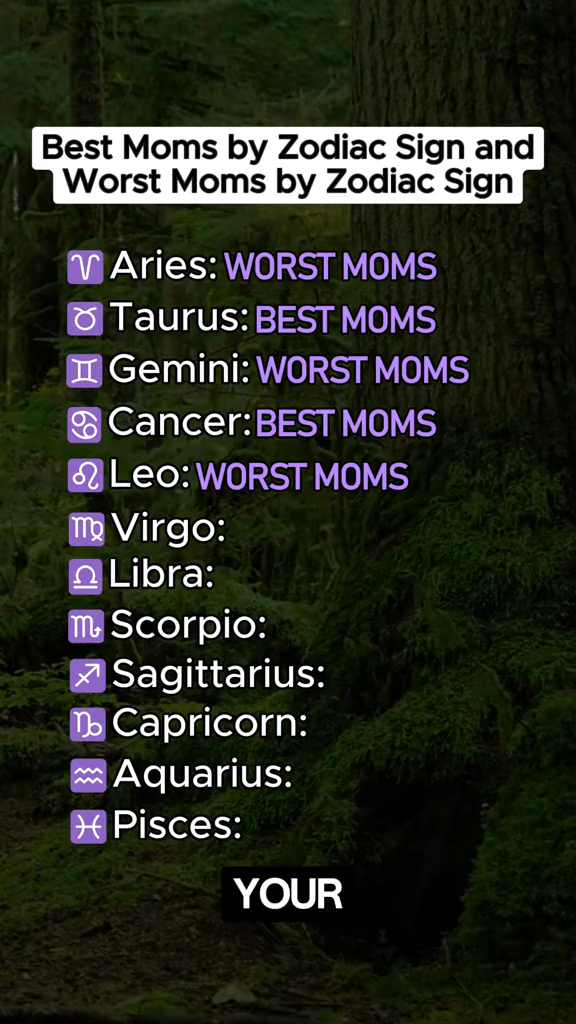 Best Moms by Zodiac Sign and
Worst Moms by Zodiac Sign
♈ Aries: WORST MOMS
♉ Taurus: BEST MOMS
♊ Gemini: WORST MOMS
♋ Cancer: BEST MOMS
♌ Leo: WORST MOMS
♍ Virgo:
♎ Libra:
♏ Scorpio:
♐ Sagittarius:
♑ Capricorn:
♒ Aquarius:
♓ Pisces:
YOUR